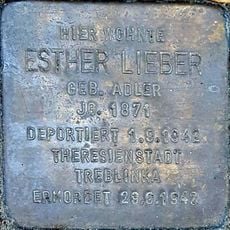 HIER WOHNTE
ESTHER LIEBER
GEB. ADLER
JG. 1871
DEPORTIERT 1.9.1942
THERESIENSTADT
TREBLINKA
ERMORDET 29.9.1942